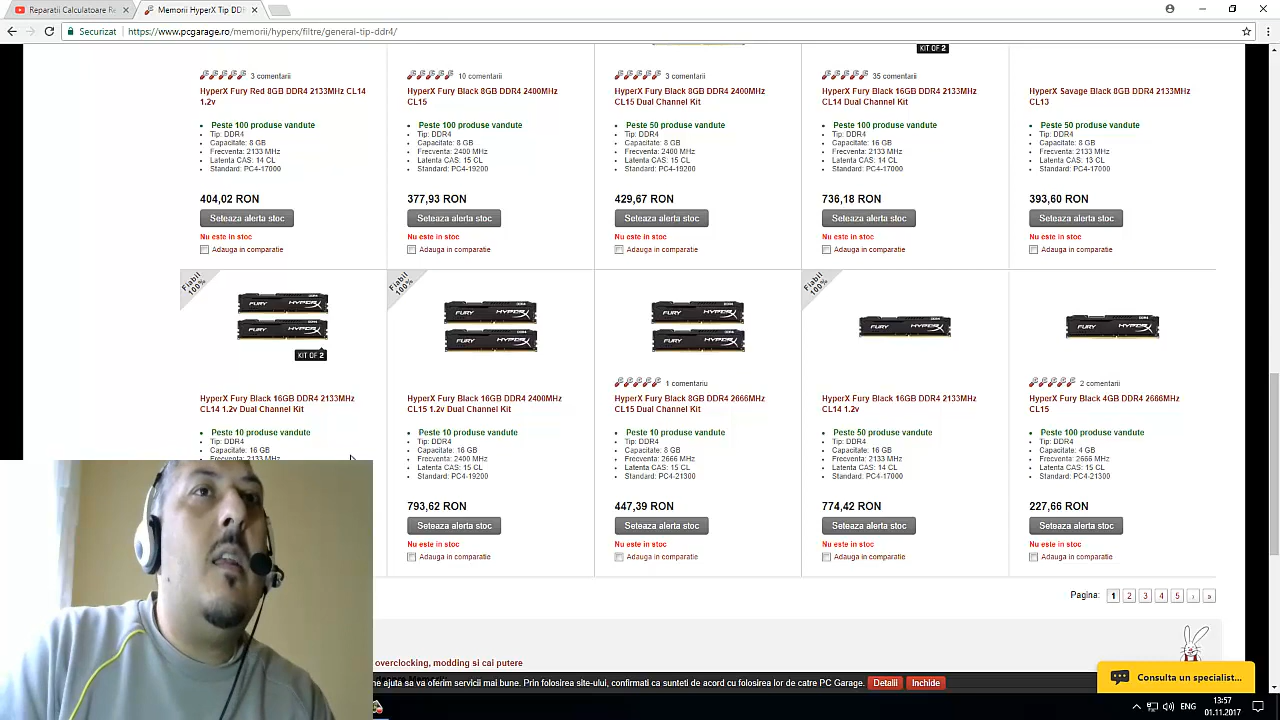 Reparatii Calculatoare Re
Memorii HyperX Tip DDR
Securizat https://www.pcgarage.ro/memorii/hyperx/filtre/general-tip-ddr4/
KIT OF 2
3 comentarii
10 comentarii
3 comentarii
35 comentarii
HyperX Fury Red 8GB DDR4 2133MHz CL14
1.2v
HyperX Fury Black 8GB DDR4 2400MHz
CL15
HyperX Fury Black 8GB DDR4 2400MHz
CL15 Dual Channel Kit
HyperX Fury Black 16GB DDR4 2133MHz
CL14 Dual Channel Kit
HyperX Savage Black 8GB DDR4 2133MHz
CL13
Peste 100 produse vandute
Tip: DDR4
Capacitate: 8 GB
Frecventa: 2133 MHz
Latenta CAS: 14 CL
Standard: PC4-17000
Peste 100 produse vandute
Tip: DDR4
Capacitate: 8 GB
Frecventa: 2400 MHz
Latenta CAS: 15 CL
Standard: PC4-19200
Peste 50 produse vandute
Tip: DDR4
Capacitate: 8 GB
Frecventa: 2400 MHz
Latenta CAS: 15 CL
Standard: PC4-19200
Peste 100 produse vandute
Tip: DDR4
Capacitate: 16 GB
Frecventa: 2133 MHz
Latenta CAS: 14 CL
Standard: PC4-17000
Peste 50 produse vandute
Tip: DDR4
Capacitate: 8 GB
Frecventa: 2133 MHz
Latenta CAS: 13 CL
Standard: PC4-17000
404,02 RON
377,93 RON
429,67 RON
736,18 RON
393,60 RON
Seteaza alerta stoc
Seteaza alerta stoc
Seteaza alerta stoc
Seteaza alerta stoc
Seteaza alerta stoc
Nu este in stoc
Nu este in stoc
Nu este in stoc
Nu este in stoc
Nu este in stoc
Adauga in comparatie
Adauga in comparatie
Adauga in comparatie
Adauga in comparatie
Adauga in comparatie
Fiabil
100%
FURY HYPERX
FURY HYPERX
KIT OF 2
Fiabil
100%
FURY HYPERX
FURY HYPERX
FURY HYPERX
FURY HYPERX
Fiabil
100%
FURY HYPERX
FURY HYPERX
1 comentariu
2 comentarii
HyperX Fury Black 16GB DDR4 2133MHz
CL14 1.2v Dual Channel Kit
HyperX Fury Black 16GB DDR4 2400MHz
CL15 1.2v Dual Channel Kit
HyperX Fury Black 8GB DDR4 2666MHz
CL15 Dual Channel Kit
HyperX Fury Black 16GB DDR4 2133MHz
CL14 1.2v
HyperX Fury Black 4GB DDR4 2666MHz
CL15
Peste 10 produse vandute
Tip: DDR4
Capacitate: 16 GB
Frecventa: 2133 MHz
Peste 10 produse vandute
Tip: DDR4
Capacitate: 16 GB
Frecventa: 2400 MHz
Latenta CAS: 15 CL
Standard: PC4-19200
Peste 10 produse vandute
Tip: DDR4
Capacitate: 8 GB
Frecventa: 2666 MHz
Latenta CAS: 15 CL
Standard: PC4-21300
Peste 50 produse vandute
Tip: DDR4
Capacitate: 16 GB
Frecventa: 2133 MHz
Latenta CAS: 14 CL
Standard: PC4-17000
Peste 100 produse vandute
Tip: DDR4
Capacitate: 4 GB
Frecventa: 2666 MHz
Latenta CAS: 15 CL
Standard: PC4-21300
793,62 RON
447,39 RON
774,42 RON
227,66 RON
Seteaza alerta stoc
Seteaza alerta stoc
Seteaza alerta stoc
Seteaza alerta stoc
Nu este in stoc
Nu este in stoc
Nu este in stoc
Nu este in stoc
Adauga in comparatie
Adauga in comparatie
Adauga in comparatie
Adauga in comparatie
Pagina: 1 2 3 4 5 › »
overclocking, modding si cal putere
ne ajuta sa va oferim servicii mai bune. Prin folosirea site-ului, confirmati ca sunteti de acord cu folosirea lor de catre PC Garage. Detalii Inchide
Consulta un specialist...
ENG
13:57
01.11.2017